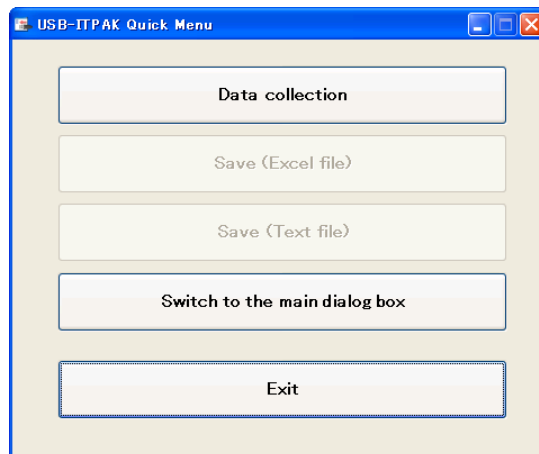 USB-ITPAK Quick Menu
Data collection
Save (Excel file)
Save (Text file)
Switch to the main dialog box
Exit